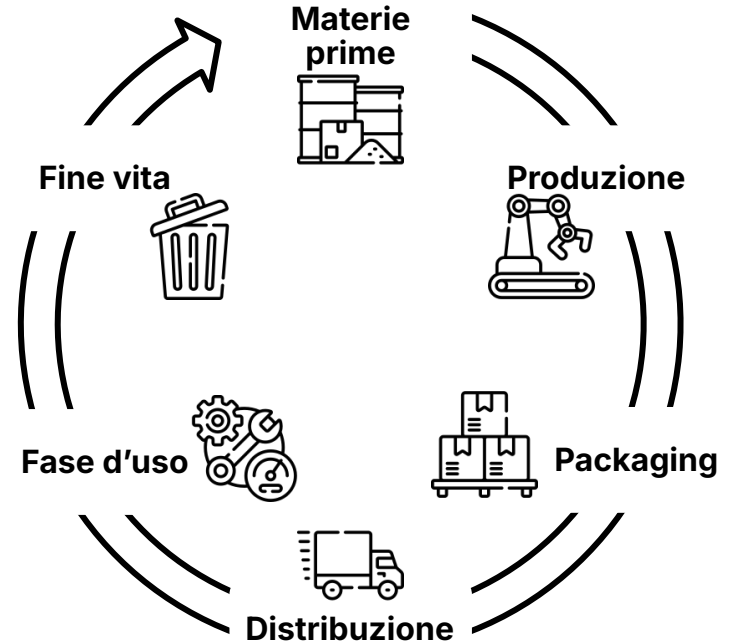 Materie
prime
Produzione
Packaging
Distribuzione
Fase d’uso
Fine vita